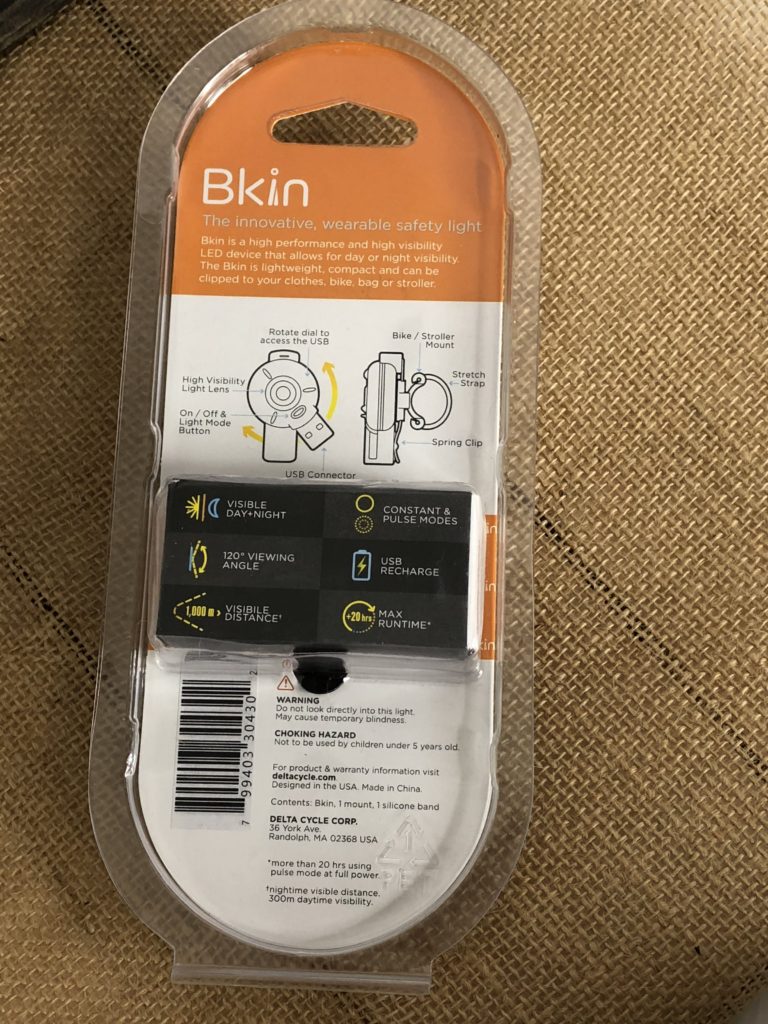 Bkin
The innovative, wearable safety light
Bkin is a high performance and high visibility
LED device that allows for day or night visibility.
The Bkin is lightweight, compact and can be
clipped to your clothes, bike, bag or stroller.
Rotate dial to
access the USB
High Visibility
Light Lens
On / Off &
Light Mode
Button
USB Connector
Bike / Stroller
Mount
Stretch
Strap
Spring Clip
VISIBLE
DAY+NIGHT
CONSTANT &
PULSE MODES
120° VIEWING
ANGLE
USB
RECHARGE
1,000 m
VISIBILE
DISTANCE†
+20 hrs
MAX
RUNTIME*
in
in
kin
7 99403 30430 2
WARNING
Do not look directly into this light.
May cause temporary blindness.
CHOKING HAZARD
Not to be used by children under 5 years old.
For product & warranty information visit
deltacycle.com
Designed in the USA. Made in China.
Contents: Bkin, 1 mount, 1 silicone band
DELTA CYCLE CORP.
36 York Ave.
Randolph, MA 02368 USA
1
PET
*more than 20 hrs using
pulse mode at full power.
†nightime visible distance.
300m daytime visibility.